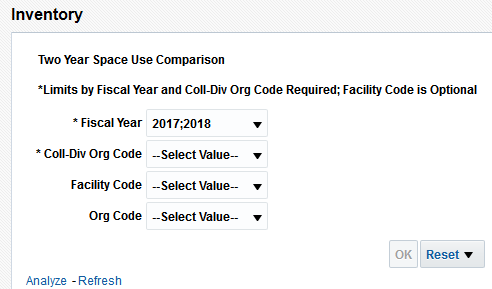 Inventory
Two Year Space Use Comparison
*Limits by Fiscal Year and Coll-Div Org Code Required; Facility Code is Optional
* Fiscal Year 2017;2018
* Coll-Div Org Code --Select Value--
Facility Code --Select Value--
Org Code --Select Value--
OK Reset
Analyze - Refresh